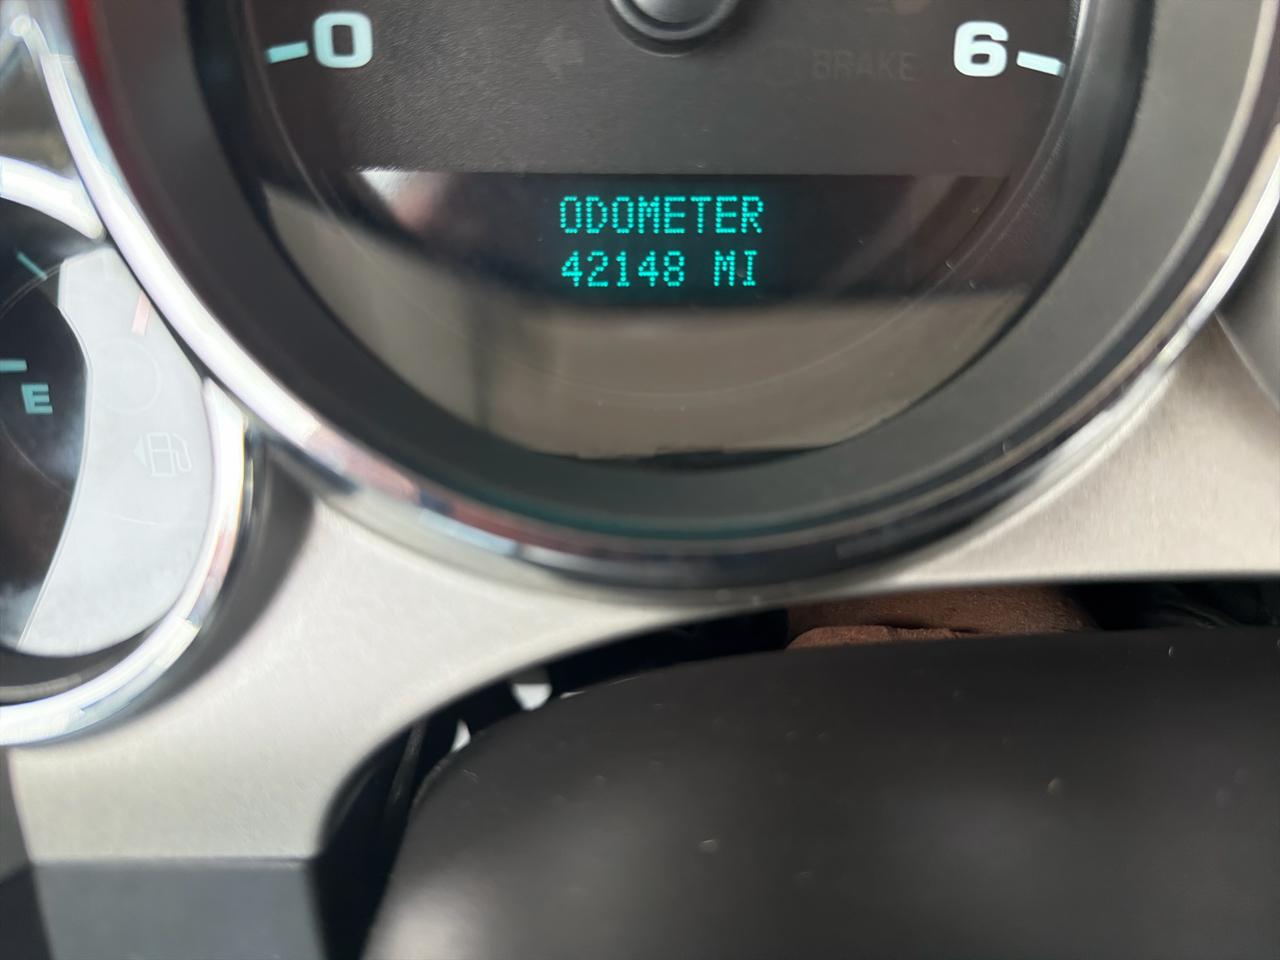 0 6
BRAKE
ODOMETER
42148 MI
E